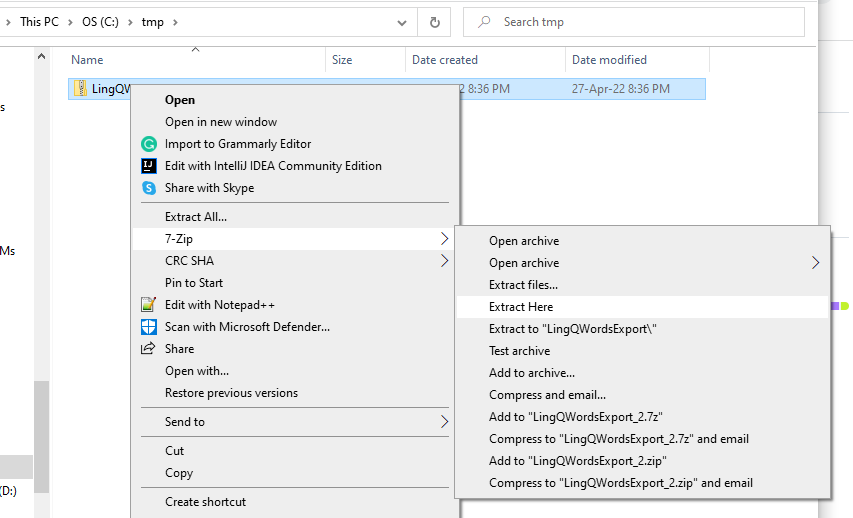 This PC > OS (C:) > tmp >
Search tmp
Name Size Date created Date modified
LingQW 2 8:36 PM 27-Apr-22 8:36 PM
Open
Open in new window
Import to Grammarly Editor
Edit with IntelliJ IDEA Community Edition
Share with Skype
Extract All...
7-Zip
CRC SHA
Pin to Start
Edit with Notepad++
Scan with Microsoft Defender...
Share
Open with...
Restore previous versions
Send to
Cut
Copy
Create shortcut
Open archive
Open archive
Extract files...
Extract Here
Extract to "LingQWordsExport\"
Test archive
Add to archive...
Compress and email...
Add to "LingQWordsExport_2.7z"
Compress to "LingQWordsExport_2.7z" and email
Add to "LingQWordsExport_2.zip"
Compress to "LingQWordsExport_2.zip" and email
s
Ms
(D:)